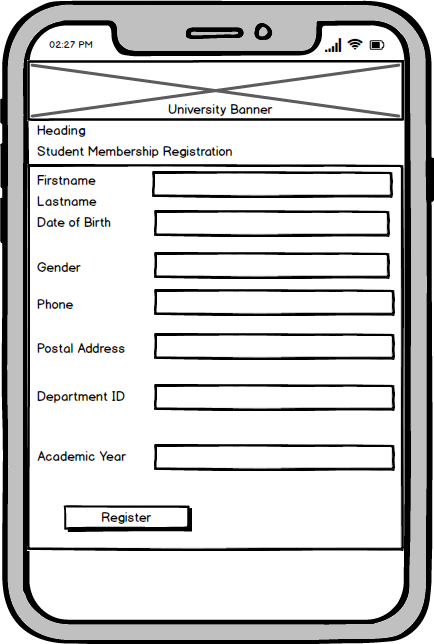 02:27 PM
University Banner
Heading
Student Membership Registration
Firstname
Lastname
Date of Birth
Gender
Phone
Postal Address
Department ID
Academic Year
Register